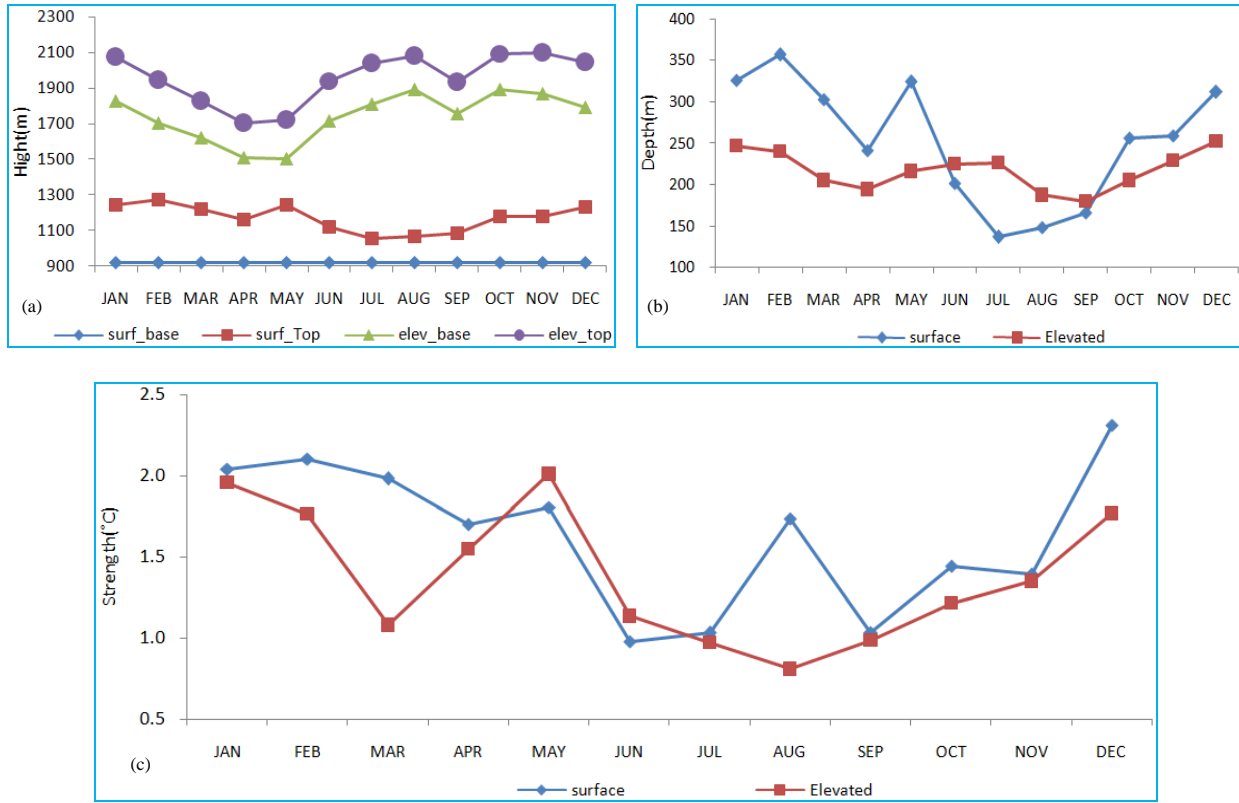 2300
2100
1900
1700
1500
1300
1100
900
Hight(m)
JAN FEB MAR APR MAY JUN JUL AUG SEP OCT NOV DEC
(a)
surf_base surf_Top elev_base elev_top
400
350
300
250
200
150
100
Depth(m)
JAN FEB MAR APR MAY JUN JUL AUG SEP OCT NOV DEC
(b)
surface Elevated
2.5
2.0
1.5
1.0
0.5
Strength(˚C)
JAN FEB MAR APR MAY JUN JUL AUG SEP OCT NOV DEC
(c)
surface Elevated